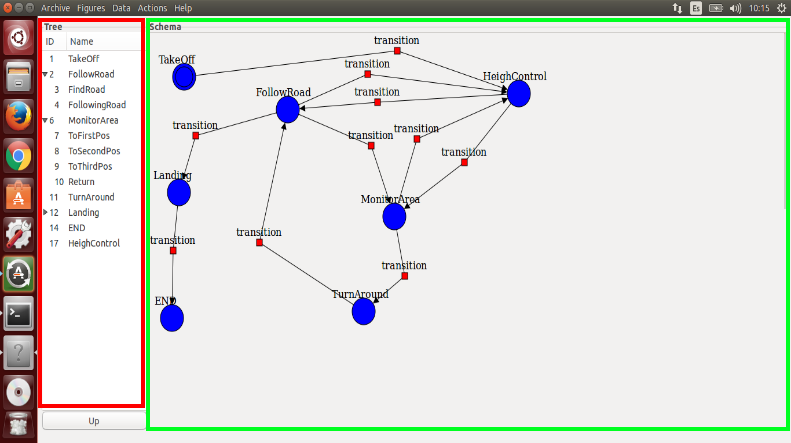 Archive Figures Data Actions Help
Es
10:15
Tree
ID Name
1 TakeOff
2 FollowRoad
3 FindRoad
4 FollowingRoad
6 MonitorArea
7 ToFirstPos
8 ToSecondPos
9 ToThirdPos
10 Return
11 TurnAround
12 Landing
14 END
17 HeighControl
Up
Schema
transition
TakeOff
transition
HeighControl
FollowRoad
transition
transition
transition
transition
transition
Landing
MonitorArea
transition
transition
transition
END
TurnAround